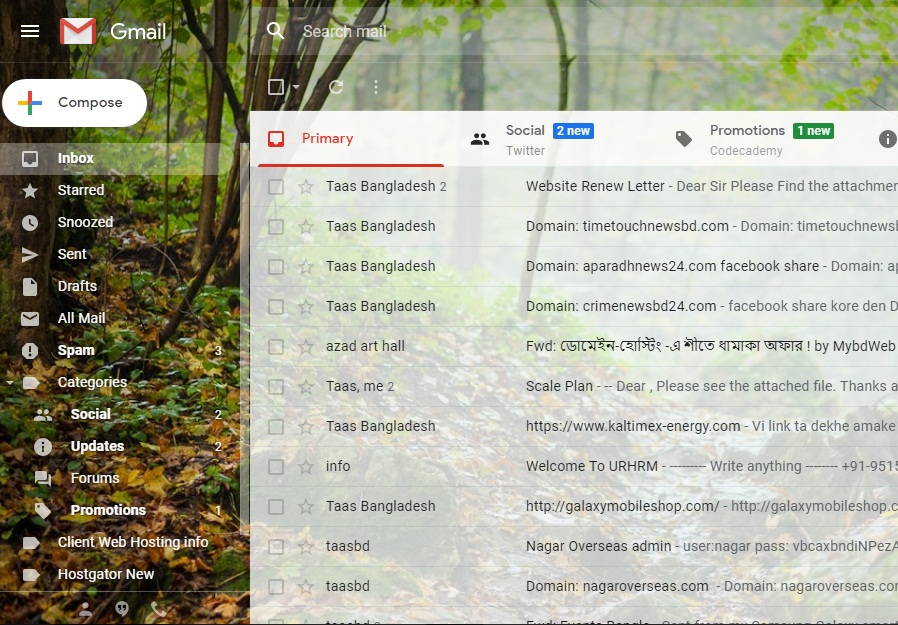 Gmail
Search mail
Compose
Primary
Social 2 new
Twitter
Promotions 1 new
Codecademy
Inbox
Starred
Snoozed
Sent
Drafts
All Mail
Spam 3
Categories
Social 2
Updates 2
Forums
Promotions 1
Client Web Hosting info
Hostgator New
Taas Bangladesh 2 Website Renew Letter - Dear Sir Please Find the attachmen
Taas Bangladesh Domain: timetouchnewsbd.com - Domain: timetouchnewsb
Taas Bangladesh Domain: aparadhnews24.com facebook share - Domain: ap
Taas Bangladesh Domain: crimenewsbd24.com - facebook share kore den D
azad art hall Fwd: ডোমেইন-হোস্টিং -এ শীতে ধামাকা অফার ! by MybdWeb
Taas, me 2 Scale Plan - -- Dear , Please see the attached file. Thanks a
Taas Bangladesh https://www.kaltimex-energy.com - Vi link ta dekhe amake
info Welcome To URHRM - --------- Write anything -------- +91-9515
Taas Bangladesh http://galaxymobileshop.com/ - http://galaxymobileshop.c
taasbd Nagar Overseas admin - user:nagar pass: vbcaxbndiNPezA
taasbd Domain: nagaroverseas.com - Domain: nagaroverseas.con